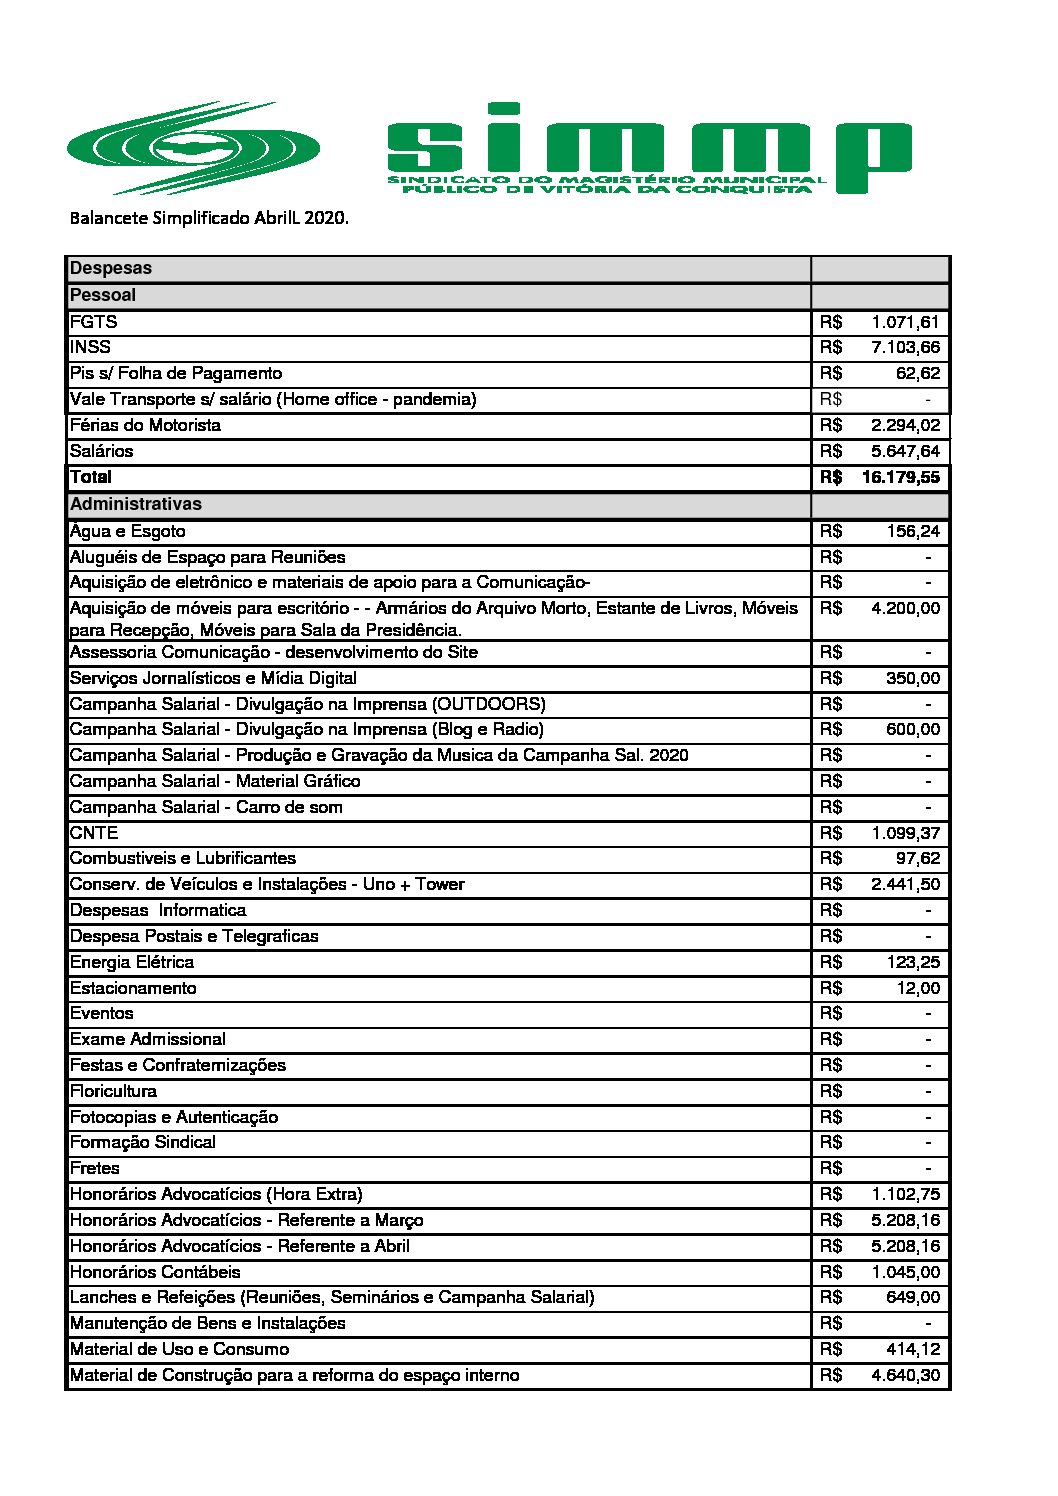 simmp
SINDICATO DO MAGISTÉRIO MUNICIPAL
PÚBLICO DE VITÓRIA DA CONQUISTA
Balancete Simplificado AbrilL 2020.
Despesas
Pessoal
FGTS R$ 1.071,61
INSS R$ 7.103,66
Pis s/ Folha de Pagamento R$ 62,62
Vale Transporte s/ salário (Home office - pandemia) R$ -
Férias do Motorista R$ 2.294,02
Salários R$ 5.647,64
Total R$ 16.179,55
Administrativas
Água e Esgoto R$ 156,24
Aluguéis de Espaço para Reuniões R$ -
Aquisição de eletrônico e materiais de apoio para a Comunicação- R$ -
Aquisição de móveis para escritório - - Armários do Arquivo Morto, Estante de Livros, Móveis R$ 4.200,00
para Recepção, Móveis para Sala da Presidência.
Assessoria Comunicação - desenvolvimento do Site R$ -
Serviços Jornalísticos e Mídia Digital R$ 350,00
Campanha Salarial - Divulgação na Imprensa (OUTDOORS) R$ -
Campanha Salarial - Divulgação na Imprensa (Blog e Radio) R$ 600,00
Campanha Salarial - Produção e Gravação da Musica da Campanha Sal. 2020 R$ -
Campanha Salarial - Material Gráfico R$ -
Campanha Salarial - Carro de som R$ -
CNTE R$ 1.099,37
Combustiveis e Lubrificantes R$ 97,62
Conserv. de Veículos e Instalações - Uno + Tower R$ 2.441,50
Despesas  Informatica R$ -
Despesa Postais e Telegraficas R$ -
Energia Elétrica R$ 123,25
Estacionamento R$ 12,00
Eventos R$ -
Exame Admissional R$ -
Festas e Confraternizações R$ -
Floricultura R$ -
Fotocopias e Autenticação R$ -
Formação Sindical R$ -
Fretes R$ -
Honorários Advocatícios (Hora Extra) R$ 1.102,75
Honorários Advocatícios - Referente a Março R$ 5.208,16
Honorários Advocatícios - Referente a Abril R$ 5.208,16
Honorários Contábeis R$ 1.045,00
Lanches e Refeições (Reuniões, Seminários e Campanha Salarial) R$ 649,00
Manutenção de Bens e Instalações R$ -
Material de Uso e Consumo R$ 414,12
Material de Construção para a reforma do espaço interno R$ 4.640,30